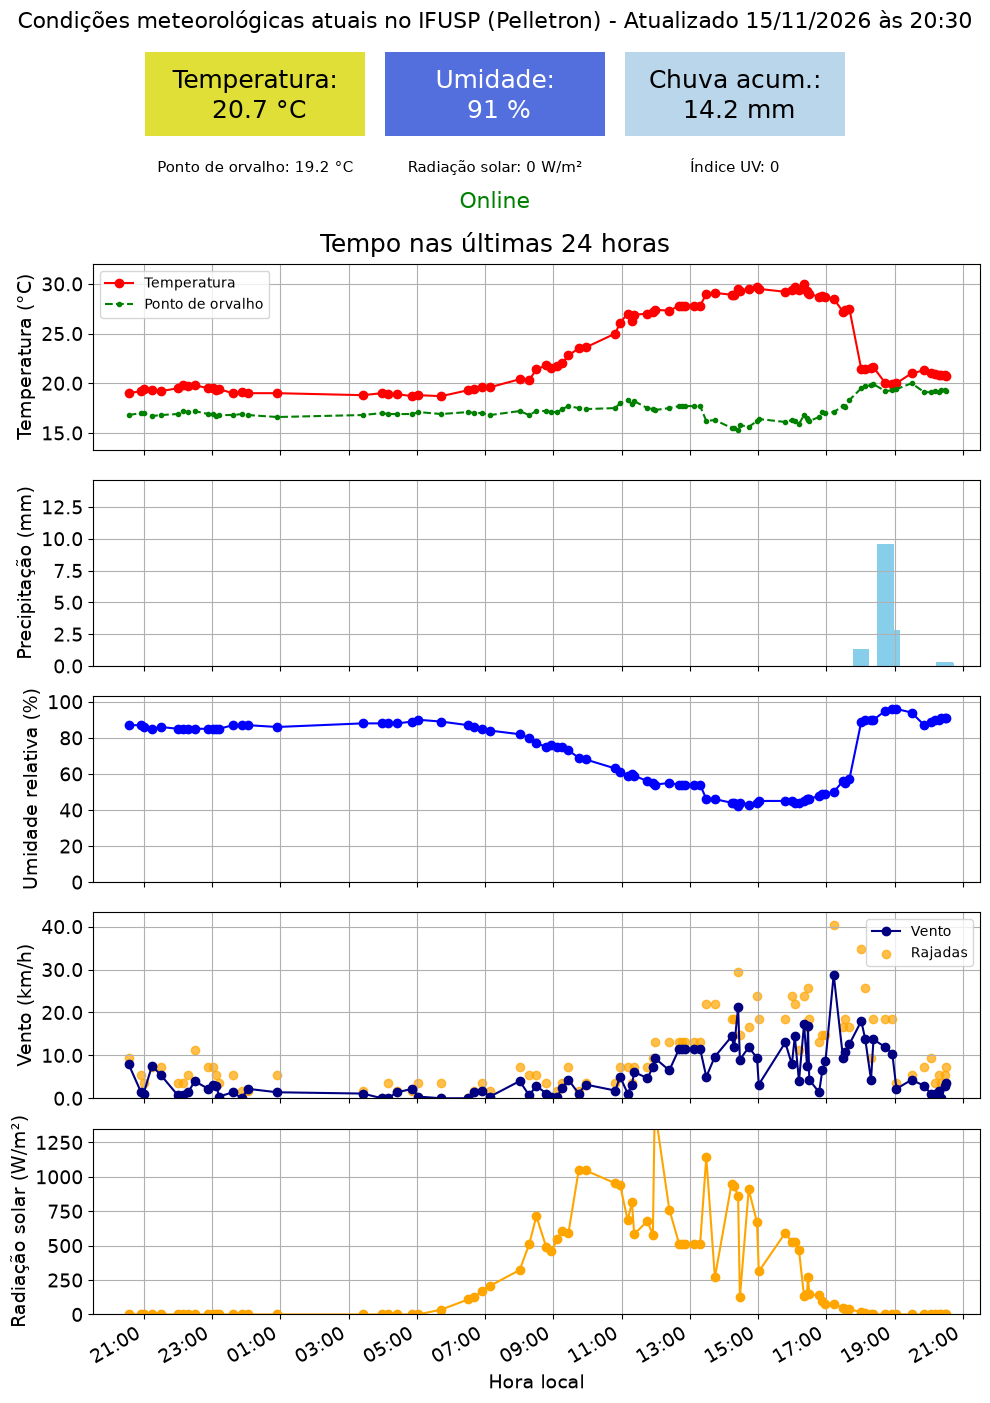 Condições meteorológicas atuais no IFUSP (Pelletron) - Atualizado 15/11/2026 às 20:30
Temperatura:
20.7 °C
Umidade:
91 %
Chuva acum.:
14.2 mm
Ponto de orvalho: 19.2 °C
Radiação solar: 0 W/m²
Índice UV: 0
Online
Tempo nas últimas 24 horas
Temperatura (°C)
30.0
25.0
20.0
15.0
Temperatura
Ponto de orvalho
Precipitação (mm)
12.5
10.0
7.5
5.0
2.5
0.0
Umidade relativa (%)
100
80
60
40
20
0
Vento (km/h)
40.0
30.0
20.0
10.0
0.0
Vento
Rajadas
Radiação solar (W/m²)
1250
1000
750
500
250
0
21:00
23:00
01:00
03:00
05:00
07:00
09:00
11:00
13:00
15:00
17:00
19:00
21:00
Hora local